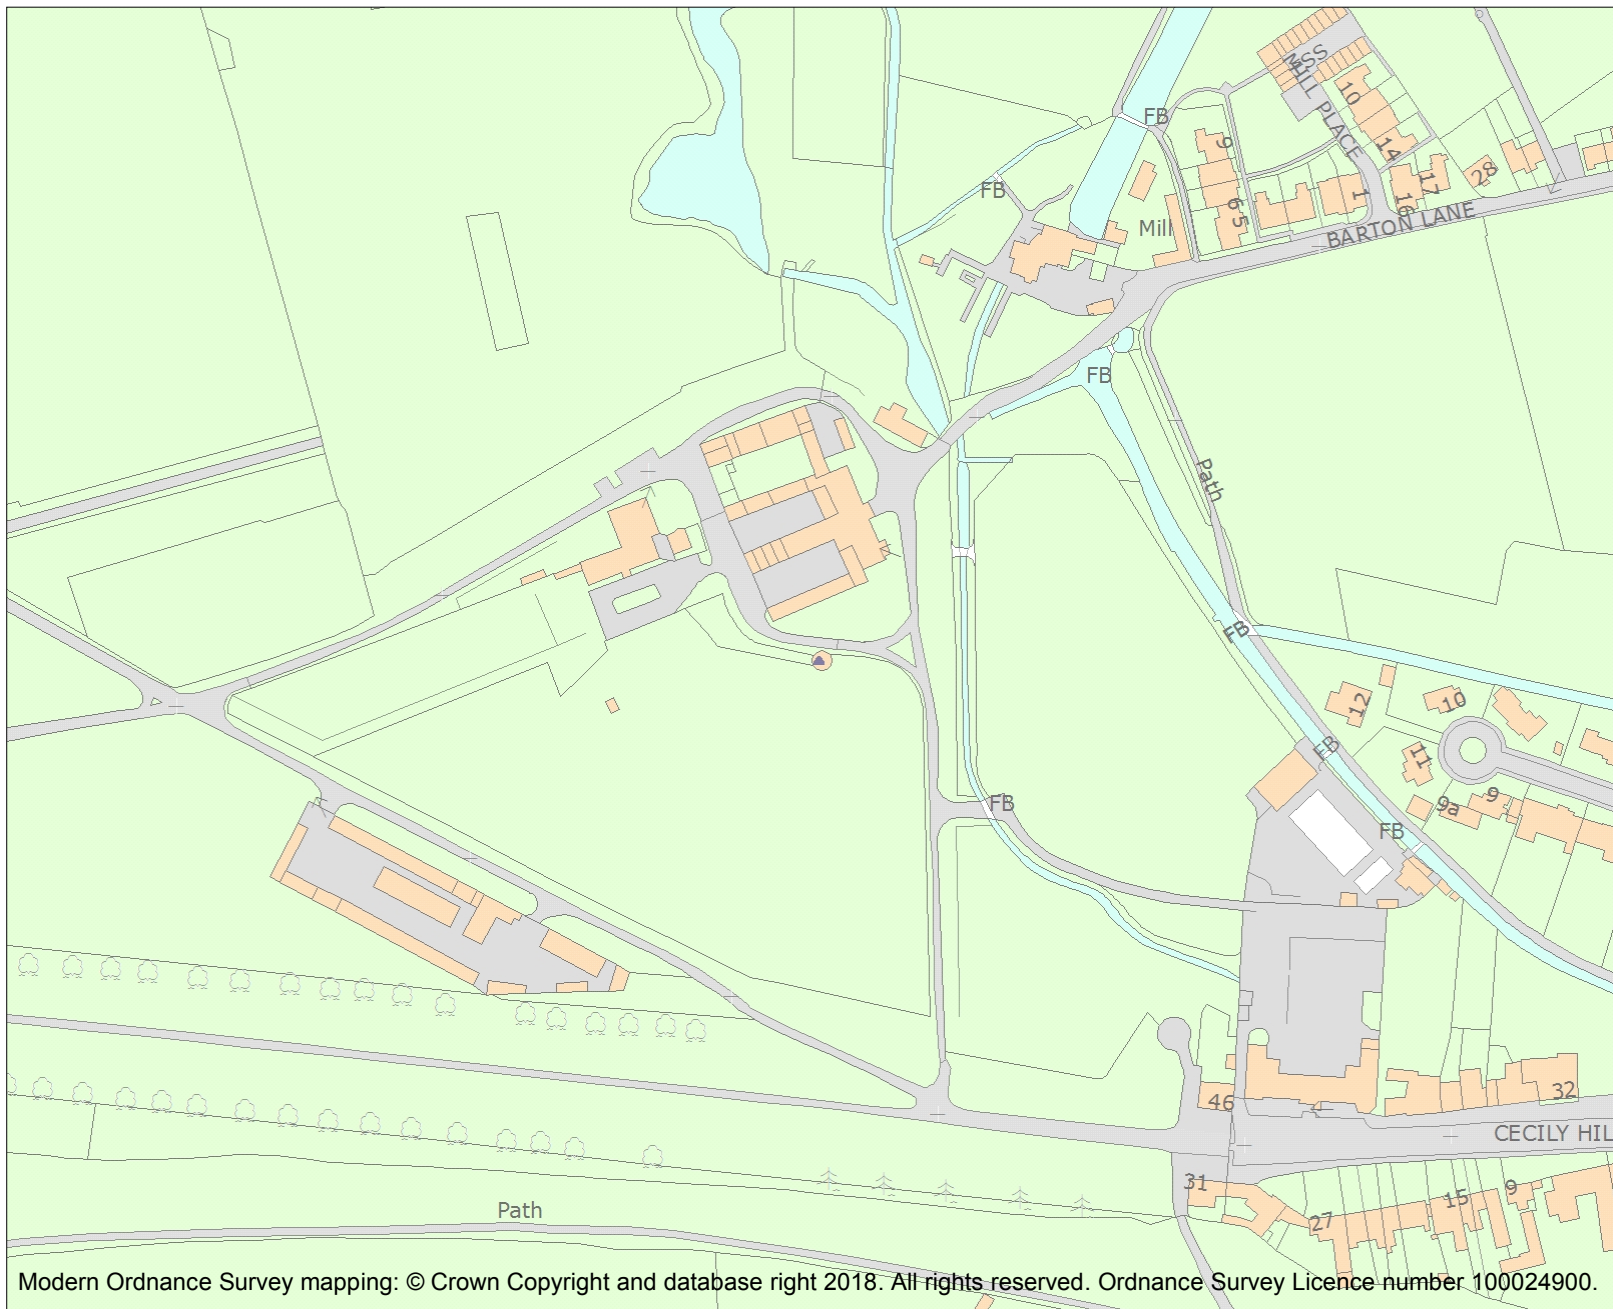 SS
MILL PLACE
10
FB
9
14
28
17
FB
1
16
6
5
Mill
BARTON LANE
FB
Path
FB
12
10
FB
11
9
9a
FB
FB
32
46
CECILY HIL
31
15
9
Path
27
Modern Ordnance Survey mapping: © Crown Copyright and database right 2018. All rights reserved. Ordnance Survey Licence number 100024900.